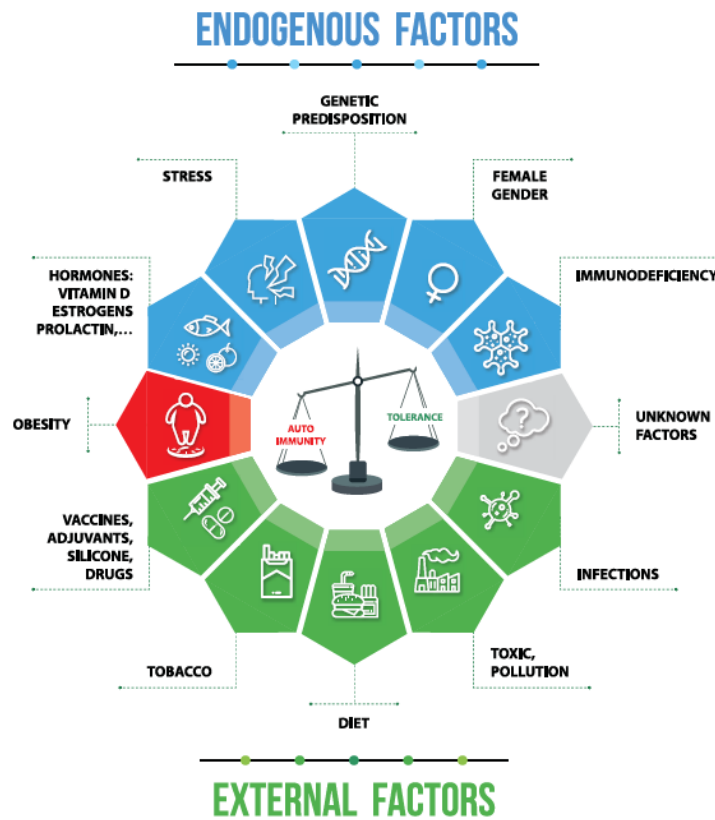 ENDOGENOUS FACTORS
GENETIC
PREDISPOSITION
STRESS
FEMALE
GENDER
HORMONES:
VITAMIN D
ESTROGENS
PROLACTIN,...
IMMUNODEFICIENCY
OBESITY
AUTO
IMMUNITY
TOLERANCE
?
UNKNOWN
FACTORS
VACCINES,
ADJUVANTS,
SILICONE,
DRUGS
INFECTIONS
TOBACCO
TOXIC,
POLLUTION
DIET
EXTERNAL FACTORS